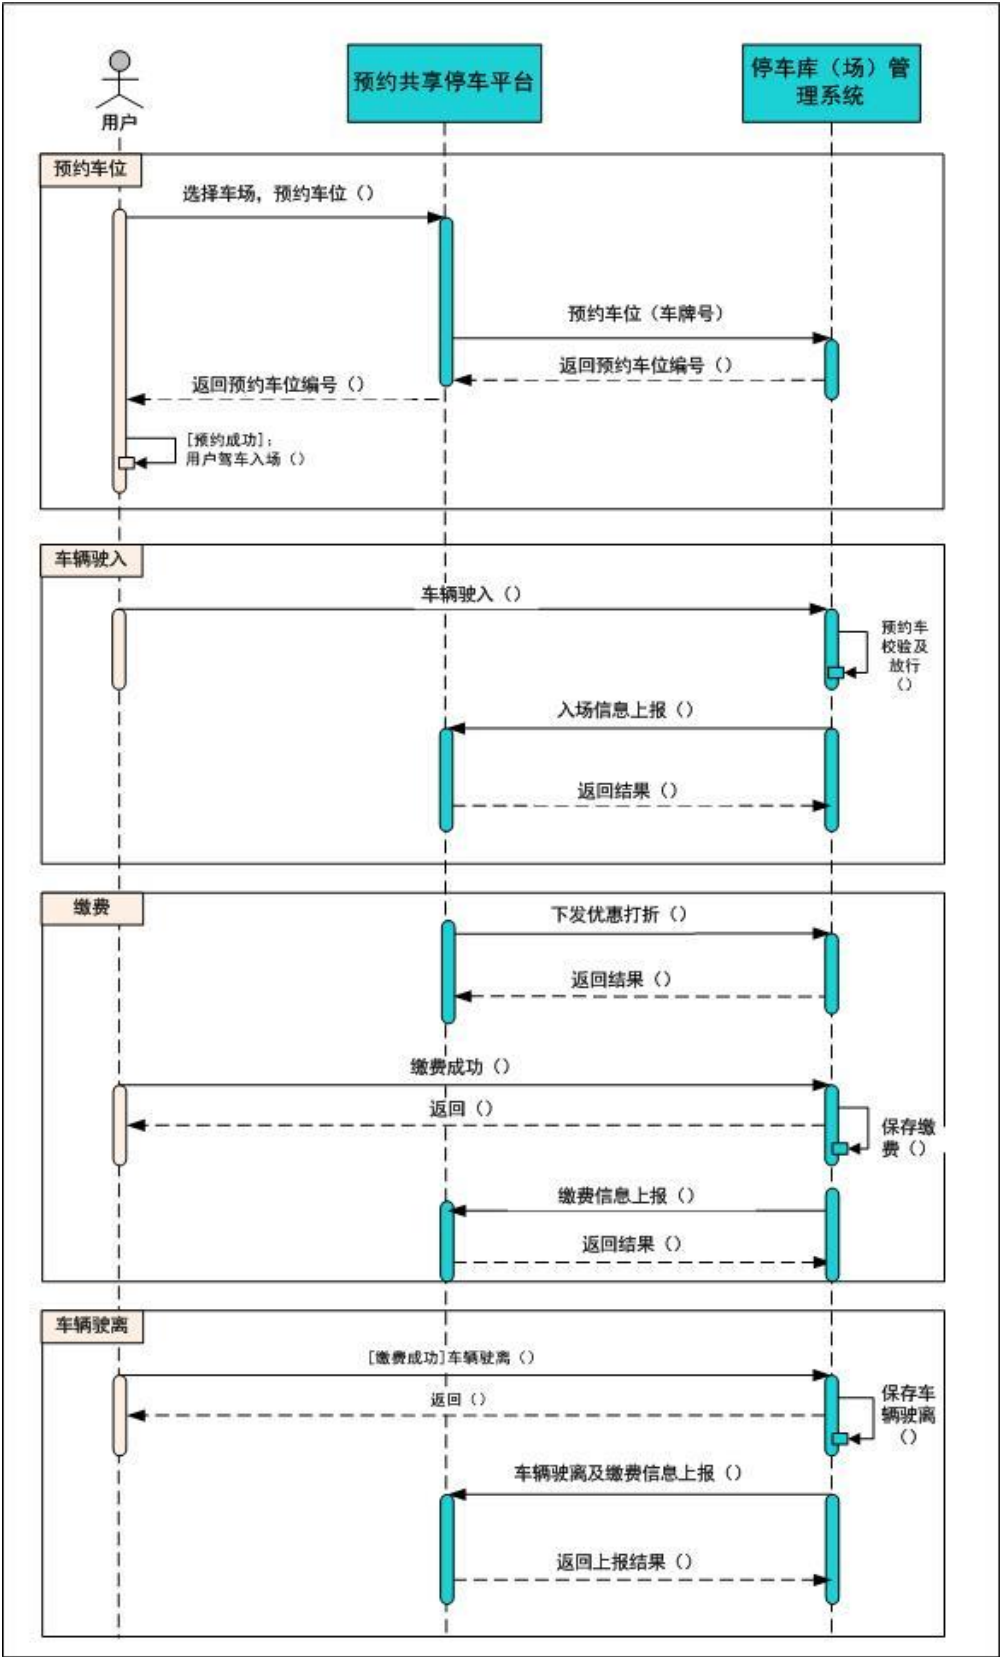 用户
预约共享停车平台
停车库（场）管
理系统
预约车位
选择车场，预约车位（）
预约车位（车牌号）
返回预约车位编号（）
返回预约车位编号（）
[预约成功]：
用户驾车入场（）
车辆驶入
车辆驶入（）
预约车
校验及
放行
（）
入场信息上报（）
返回结果（）
缴费
下发优惠打折（）
返回结果（）
缴费成功（）
返回（）
保存缴
费（）
缴费信息上报（）
返回结果（）
车辆驶离
[缴费成功]车辆驶离（）
返回（）
保存车
辆驶离
（）
车辆驶离及缴费信息上报（）
返回上报结果（）